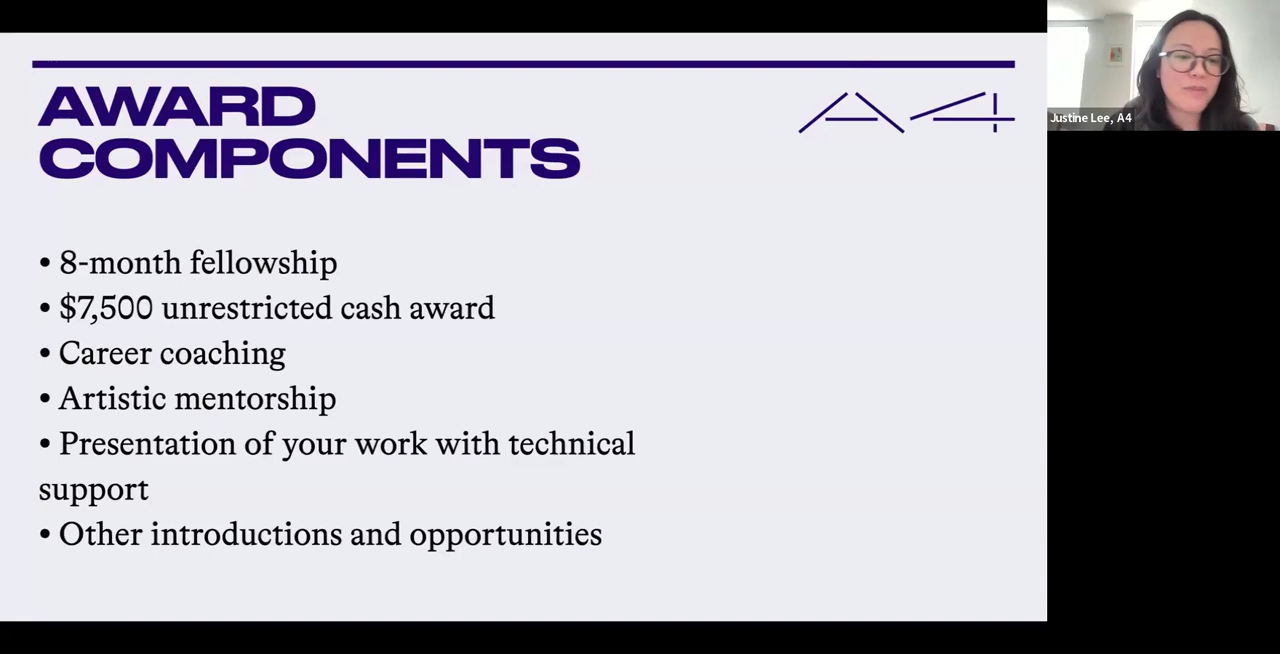 AWARD
COMPONENTS
A4
• 8-month fellowship
• $7,500 unrestricted cash award
• Career coaching
• Artistic mentorship
• Presentation of your work with technical
support
• Other introductions and opportunities
Justine Lee, A4